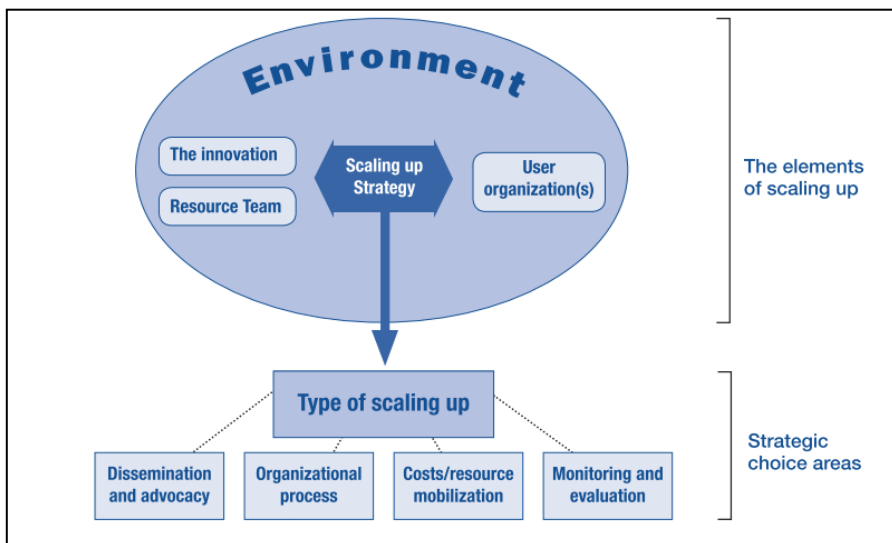 Environment
The innovation
Resource Team
Scaling up
Strategy
User
organization(s)
The elements
of scaling up
Type of scaling up
Dissemination
and advocacy
Organizational
process
Costs/resource
mobilization
Monitoring and
evaluation
Strategic
choice areas